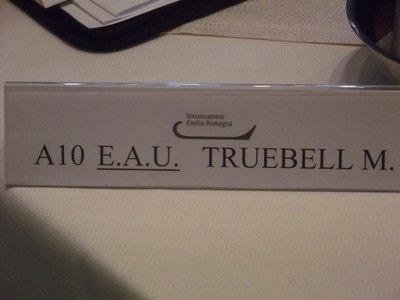 Unioncamere
Emilia Romagna
A10 E.A.U. TRUEBELL M.